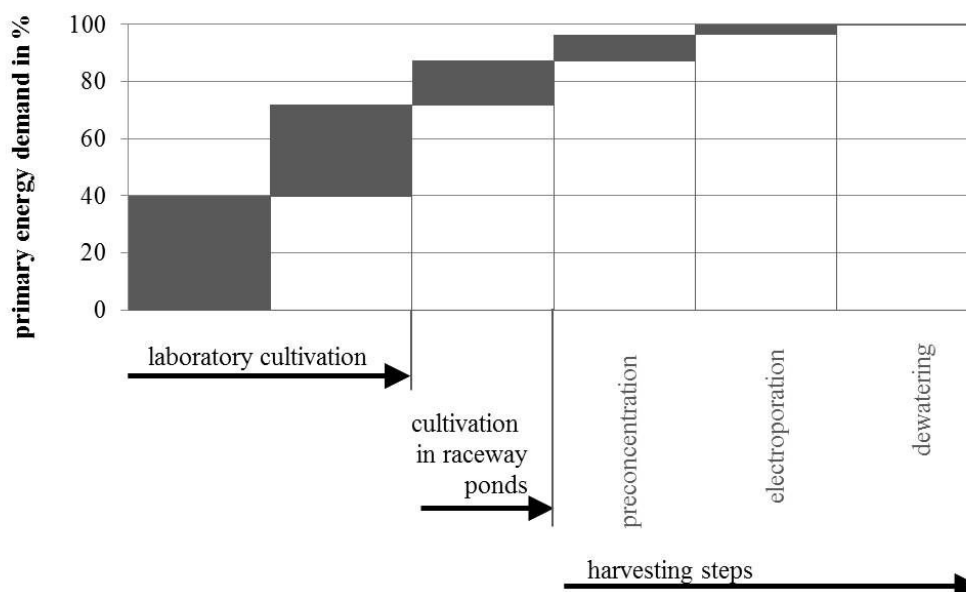 primary energy demand in %
100
80
60
40
20
0
laboratory cultivation
cultivation
in raceway
ponds
preconcentration
electroporation
dewatering
harvesting steps